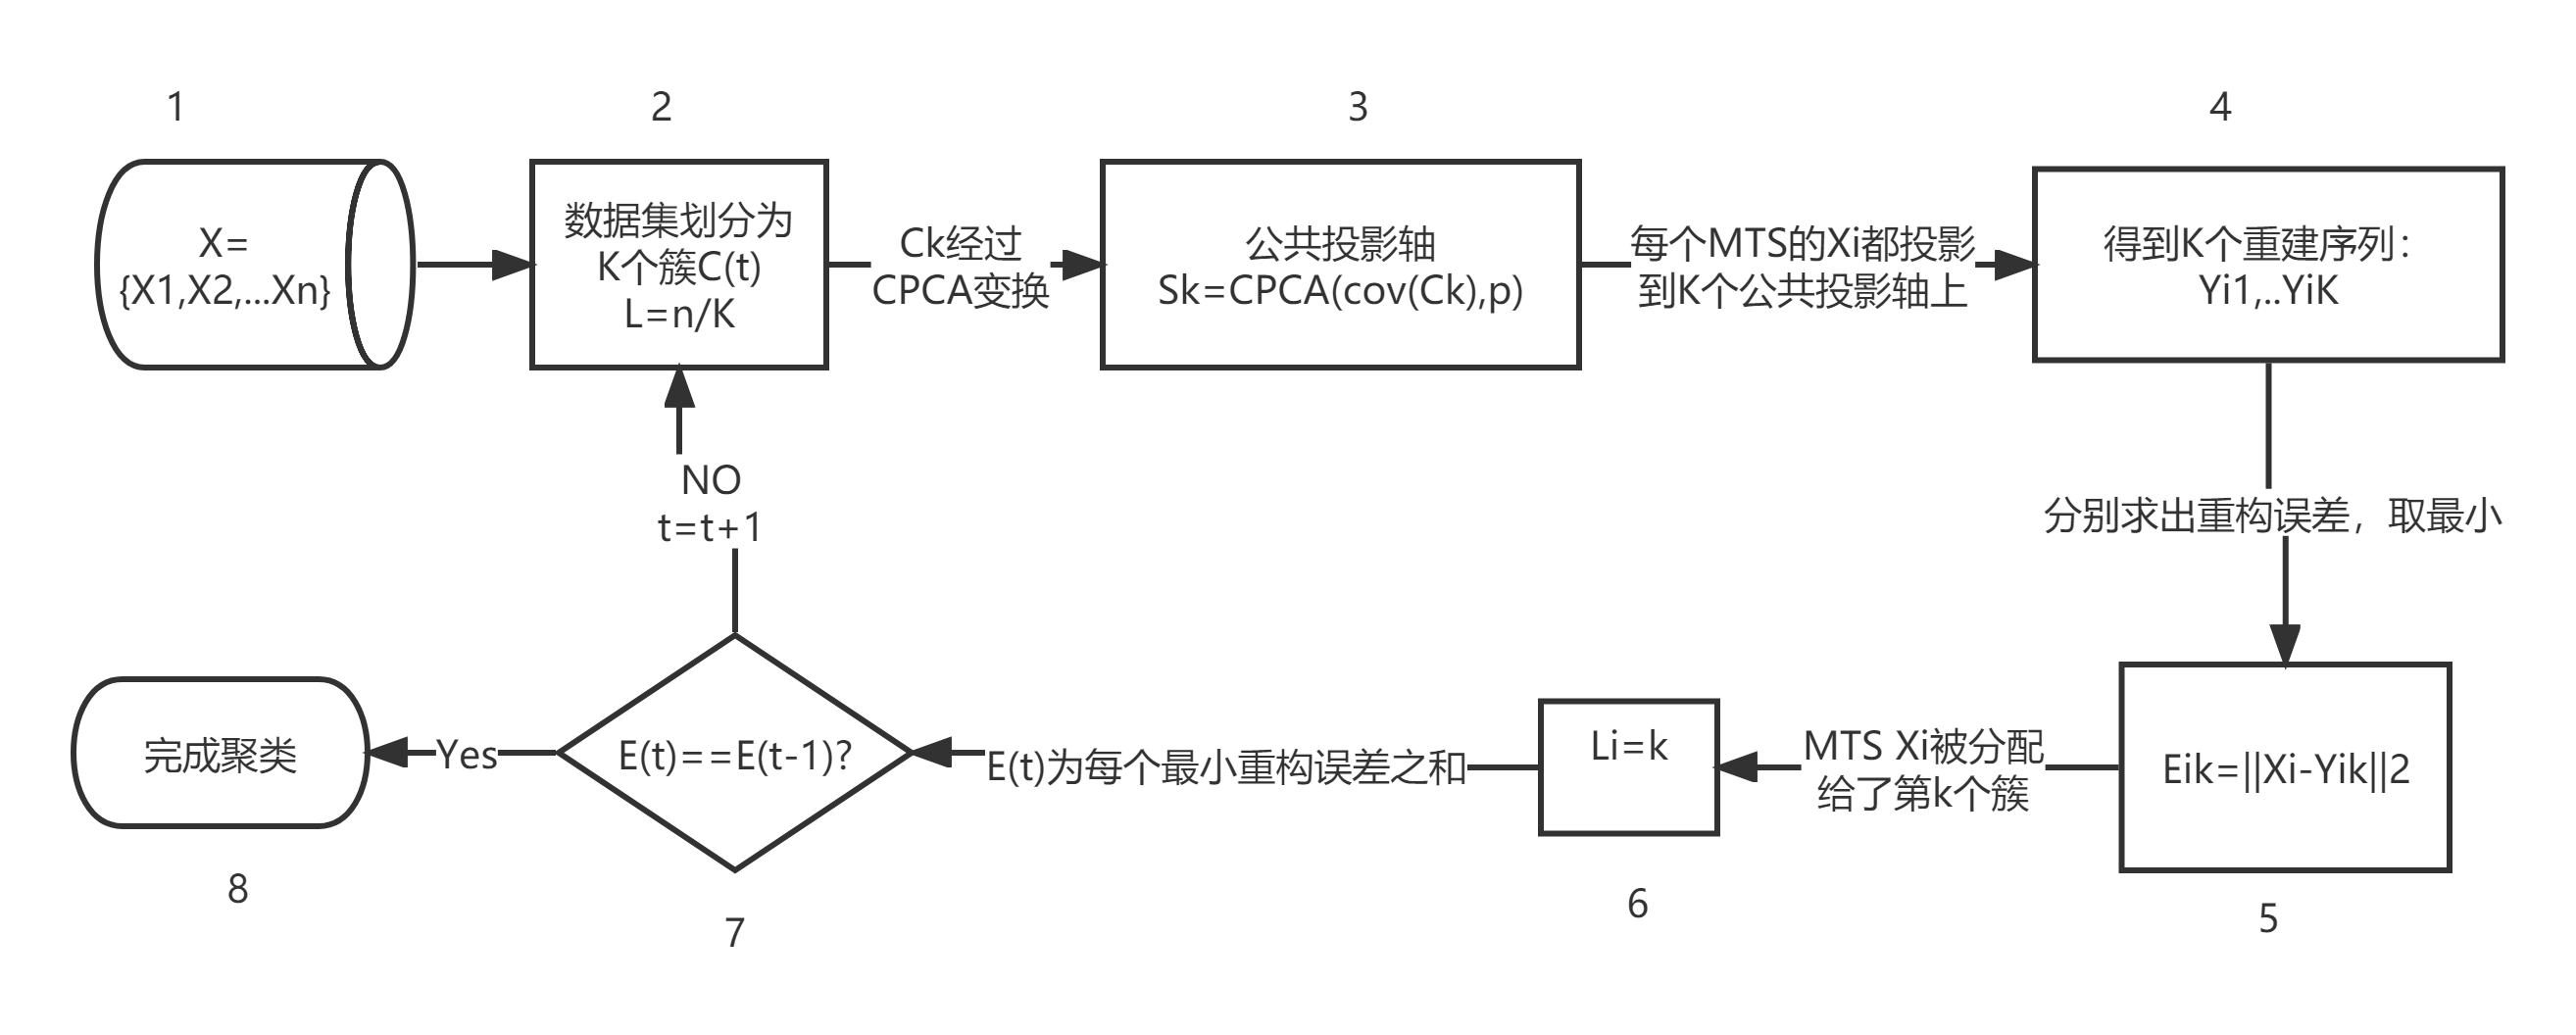 1
X=
{X1,X2,...Xn}
2
数据集划分为
K个簇C(t)
L=n/K
Ck经过
CPCA变换
3
公共投影轴
Sk=CPCA(cov(Ck),p)
每个MTS的Xi都投影
到K个公共投影轴上
4
得到K个重建序列：
Yi1,..YiK
分别求出重构误差，取最小
5
Eik=||Xi-Yik||2
MTS Xi被分配
给了第k个簇
6
Li=k
E(t)为每个最小重构误差之和
7
E(t)==E(t-1)?
NO
t=t+1
Yes
8
完成聚类